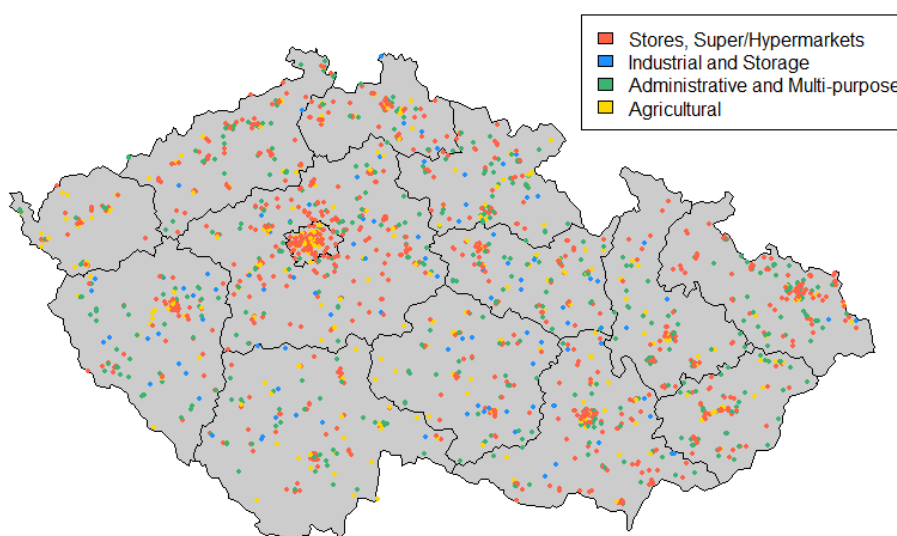 Stores, Super/Hypermarkets
Industrial and Storage
Administrative and Multi-purpose
Agricultural